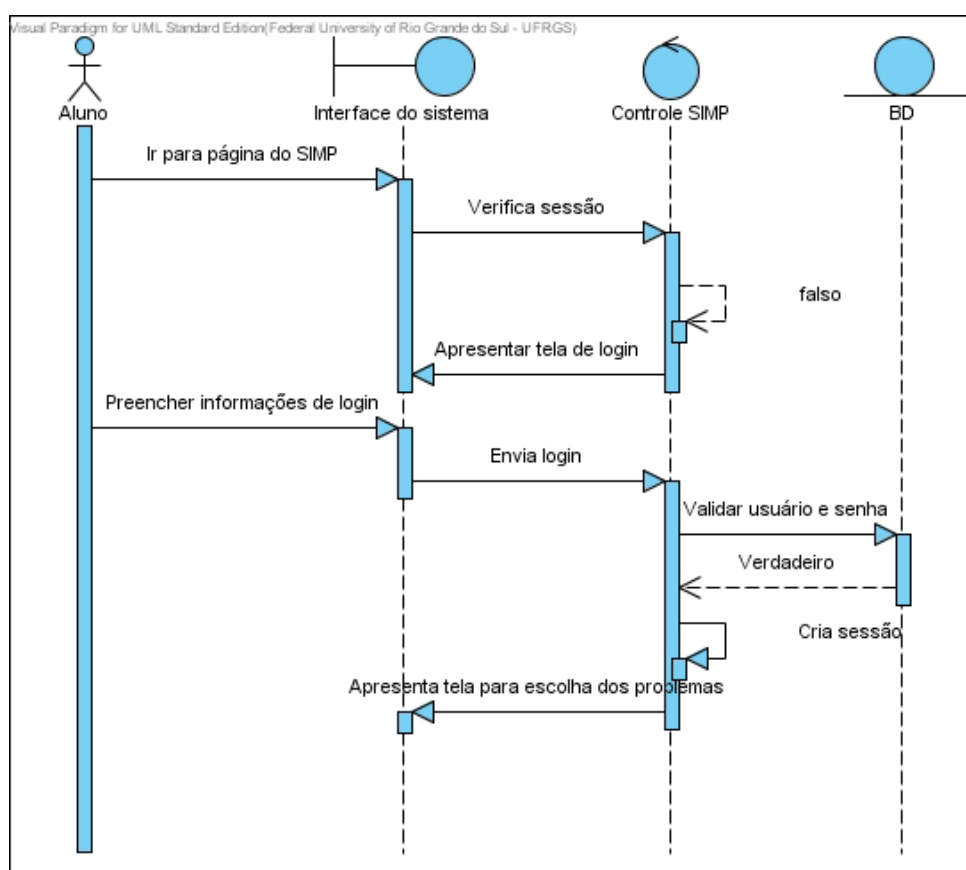 Visual Paradigm for UML Standard Edition(Federal University of Rio Grande do Sul - UFRGS)
Aluno
Interface do sistema
Controle SIMP
BD
Ir para página do SIMP
Verifica sessão
falso
Apresentar tela de login
Preencher informações de login
Envia login
Validar usuário e senha
Verdadeiro
Cria sessão
Apresenta tela para escolha dos problemas